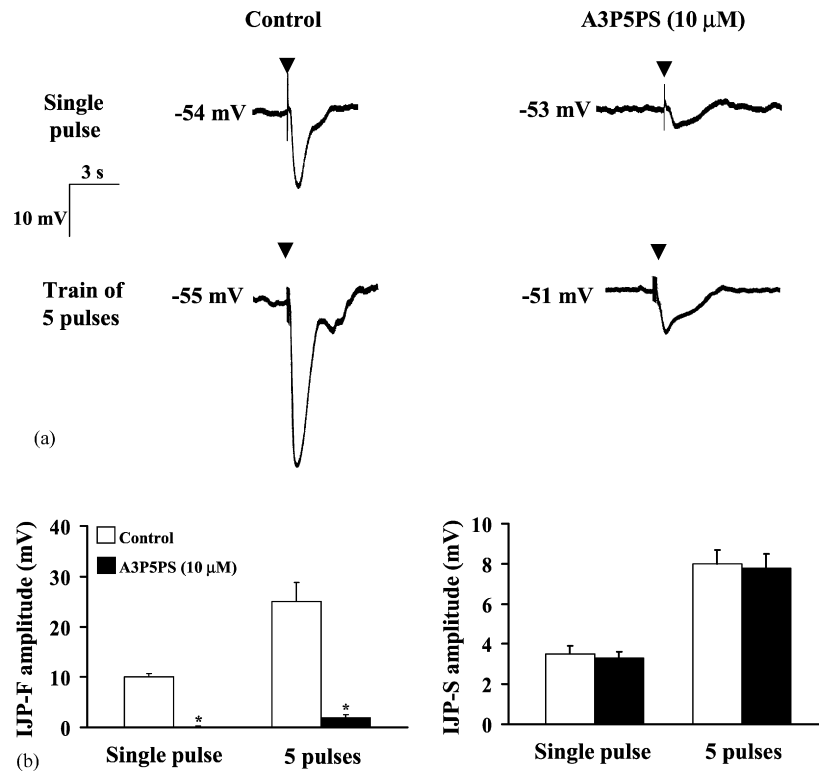 Control
A3P5PS (10 µM)
Single pulse
-54 mV
-53 mV
3 s
10 mV
Train of 5 pulses
-55 mV
-51 mV
(a)
IJP-F amplitude (mV)
40
30
20
10
0
Control
A3P5PS (10 µM)
*
*
Single pulse
5 pulses
IJP-S amplitude (mV)
8
6
4
2
0
Single pulse
5 pulses
(b)